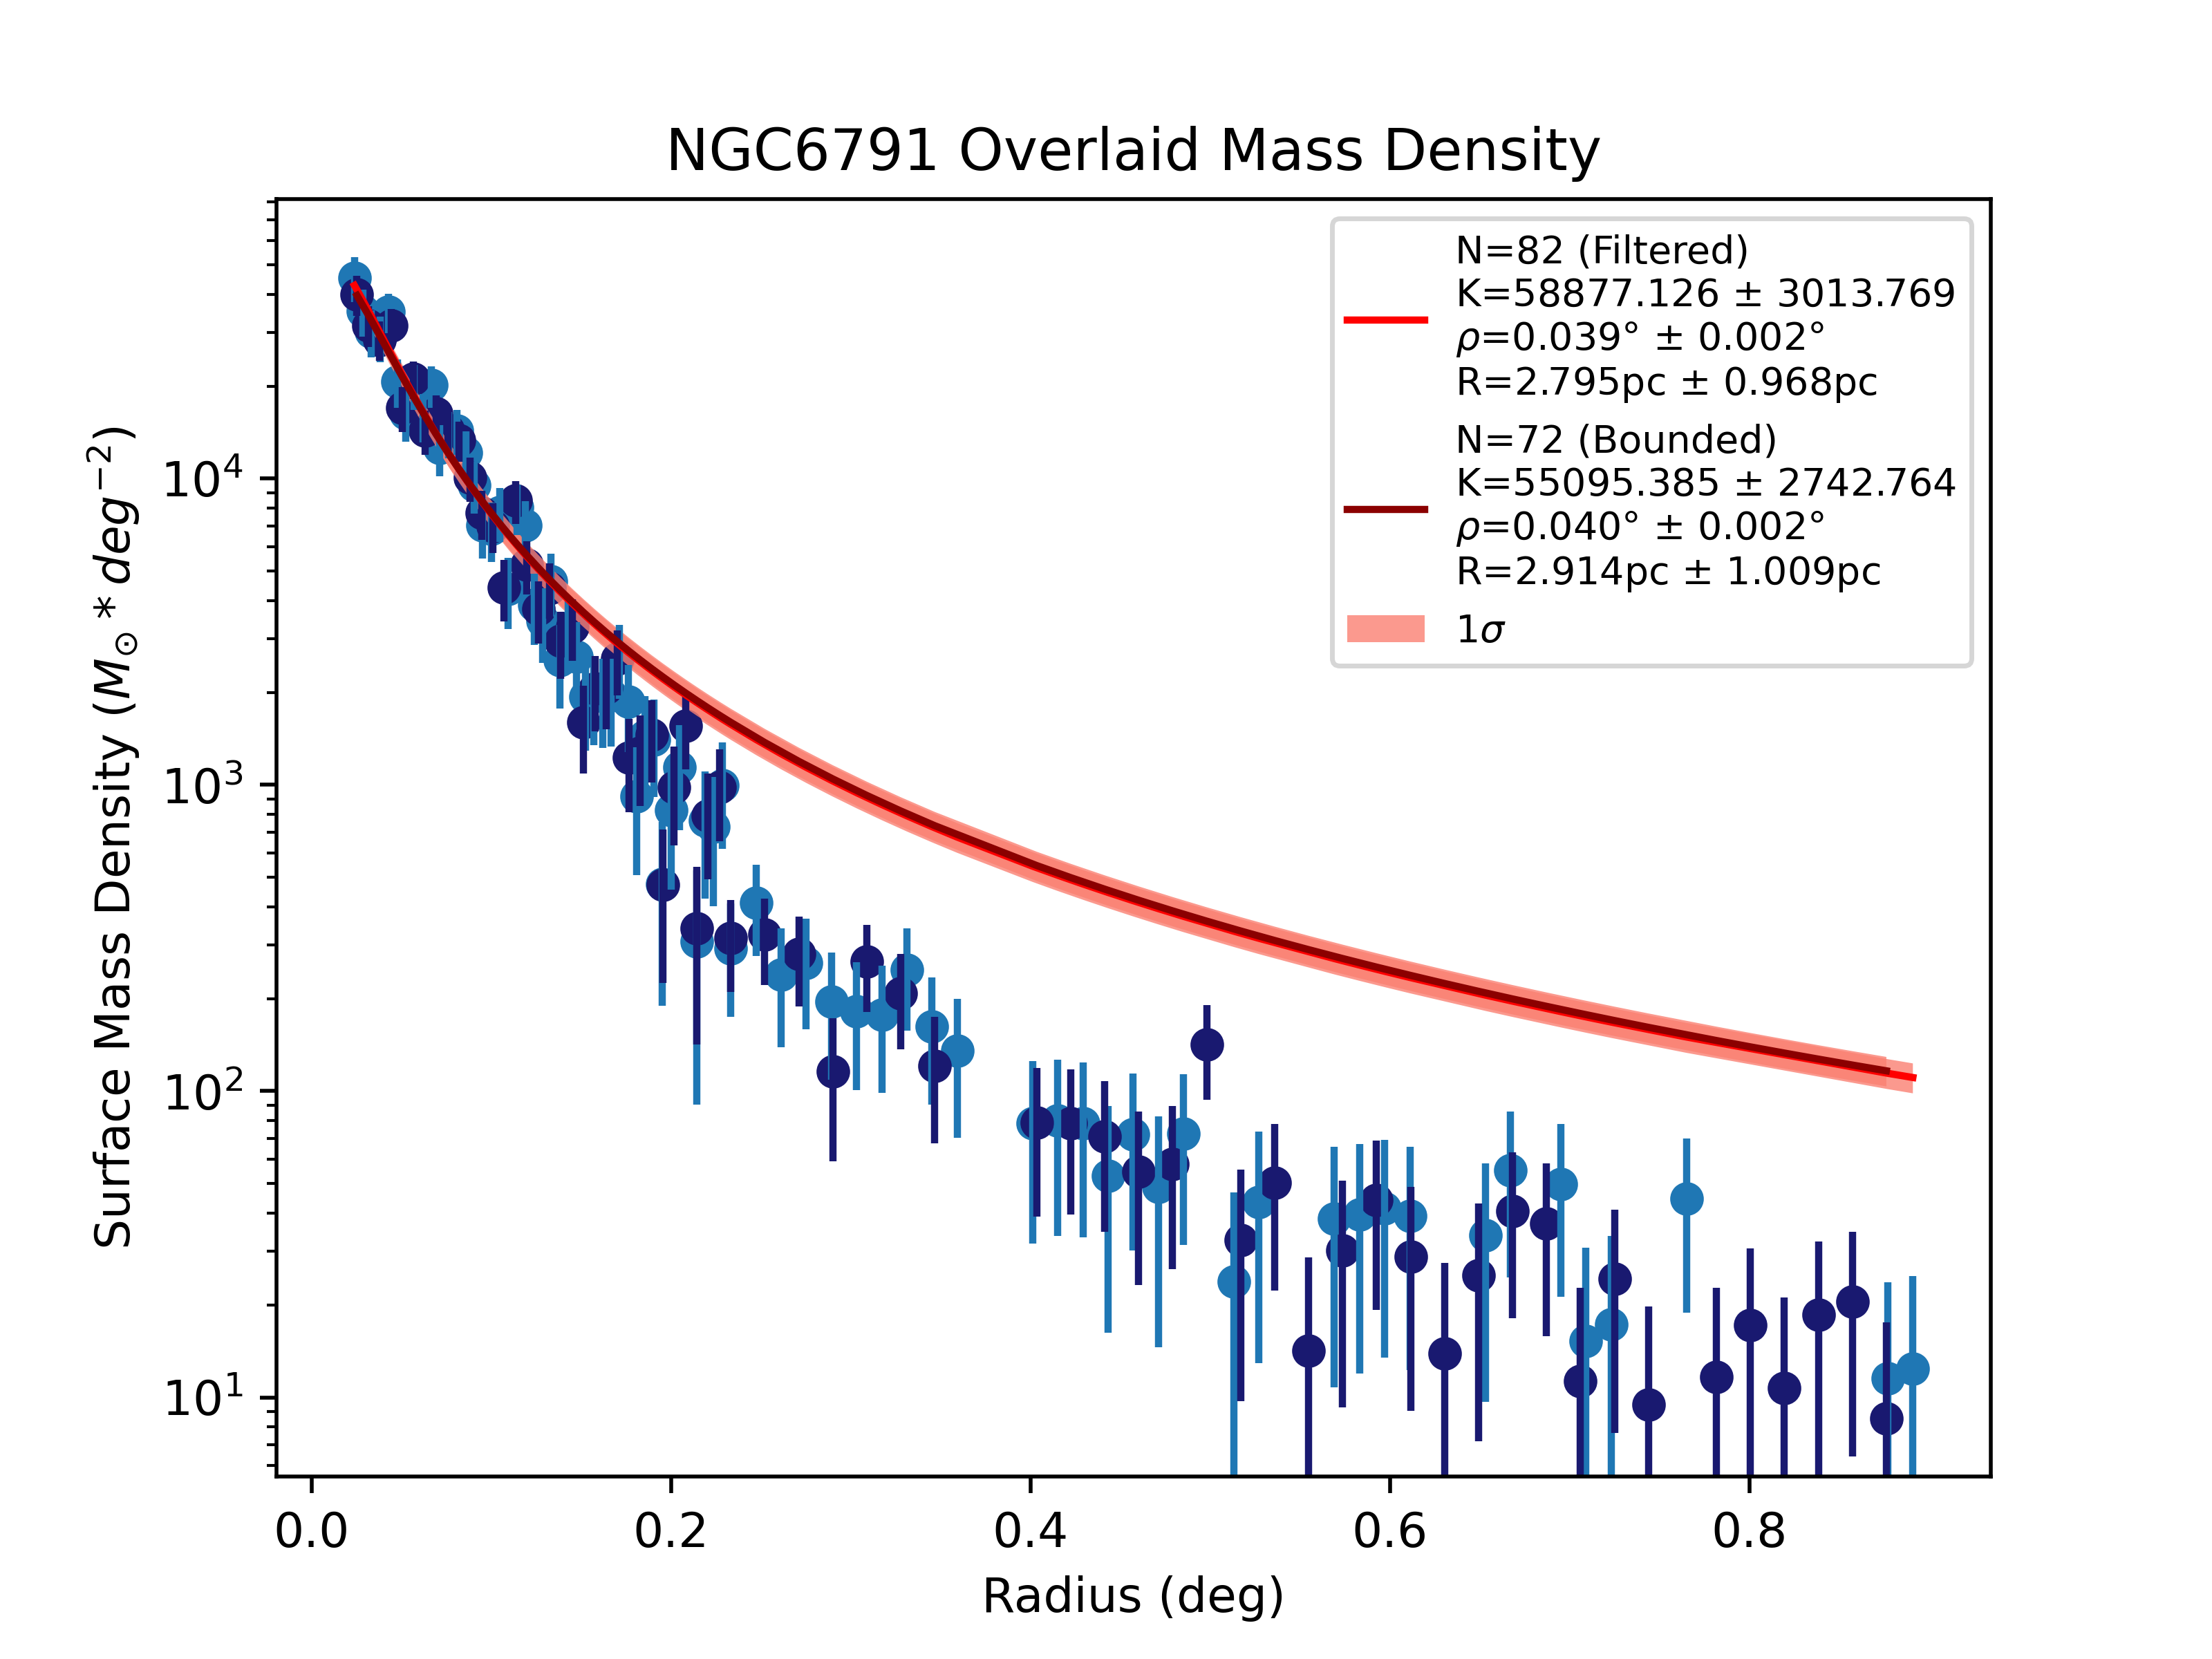 NGC6791 Overlaid Mass Density
N=82 (Filtered)
K=58877.126 ± 3013.769
ρ=0.039° ± 0.002°
R=2.795pc ± 0.968pc
N=72 (Bounded)
K=55095.385 ± 2742.764
ρ=0.040° ± 0.002°
R=2.914pc ± 1.009pc
1σ
Surface Mass Density (M⊙ * deg⁻²)
10⁴
10³
10²
10¹
0.0 0.2 0.4 0.6 0.8
Radius (deg)